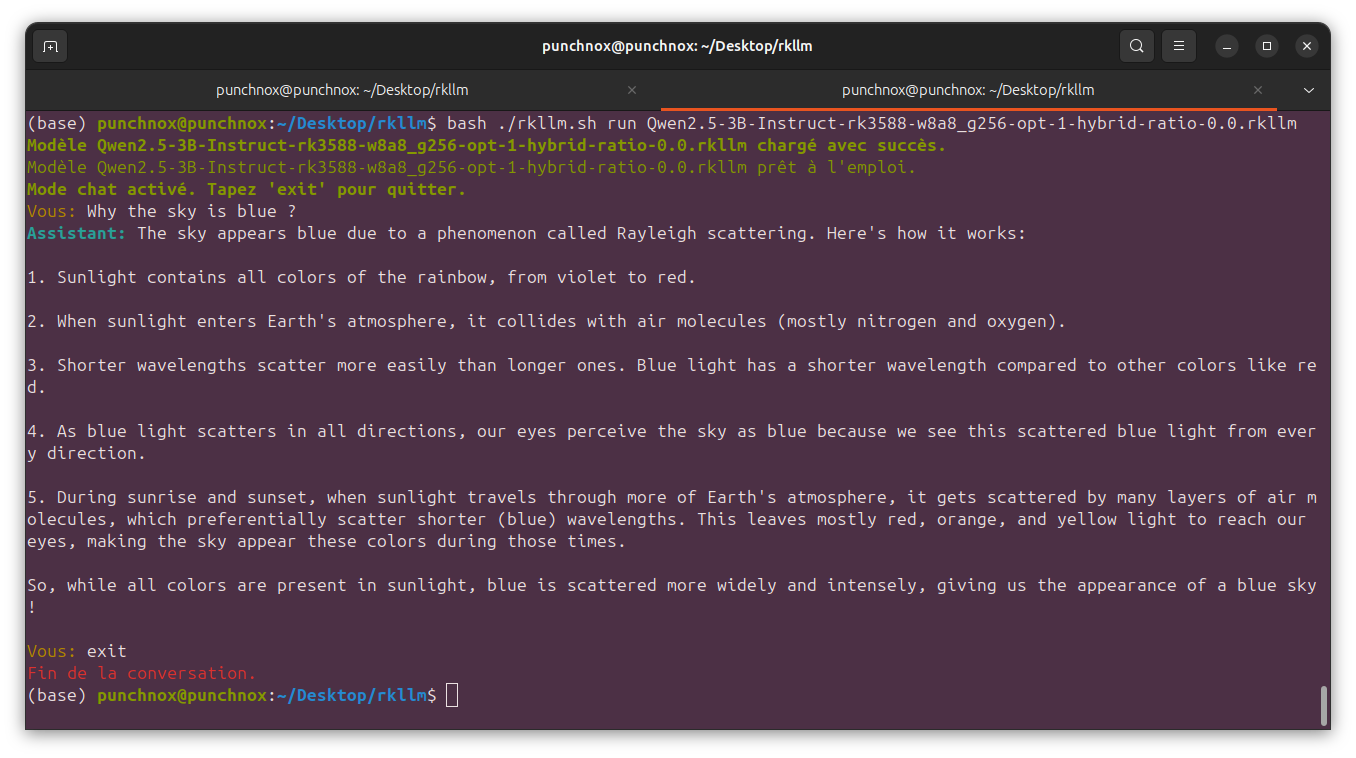 punchnox@punchnox: ~/Desktop/rkllm
punchnox@punchnox: ~/Desktop/rkllm
punchnox@punchnox: ~/Desktop/rkllm
(base) punchnox@punchnox:~/Desktop/rkllm$ bash ./rkllm.sh run Qwen2.5-3B-Instruct-rk3588-w8a8_g256-opt-1-hybrid-ratio-0.0.rkllm
Modèle Qwen2.5-3B-Instruct-rk3588-w8a8_g256-opt-1-hybrid-ratio-0.0.rkllm chargé avec succès.
Modèle Qwen2.5-3B-Instruct-rk3588-w8a8_g256-opt-1-hybrid-ratio-0.0.rkllm prêt à l'emploi.
Mode chat activé. Tapez 'exit' pour quitter.
Vous: Why the sky is blue ?
Assistant: The sky appears blue due to a phenomenon called Rayleigh scattering. Here's how it works:
1. Sunlight contains all colors of the rainbow, from violet to red.
2. When sunlight enters Earth's atmosphere, it collides with air molecules (mostly nitrogen and oxygen).
3. Shorter wavelengths scatter more easily than longer ones. Blue light has a shorter wavelength compared to other colors like re
d.
4. As blue light scatters in all directions, our eyes perceive the sky as blue because we see this scattered blue light from ever
y direction.
5. During sunrise and sunset, when sunlight travels through more of Earth's atmosphere, it gets scattered by many layers of air m
olecules, which preferentially scatter shorter (blue) wavelengths. This leaves mostly red, orange, and yellow light to reach our
eyes, making the sky appear these colors during those times.
So, while all colors are present in sunlight, blue is scattered more widely and intensely, giving us the appearance of a blue sky
!
Vous: exit
Fin de la conversation.
(base) punchnox@punchnox:~/Desktop/rkllm$